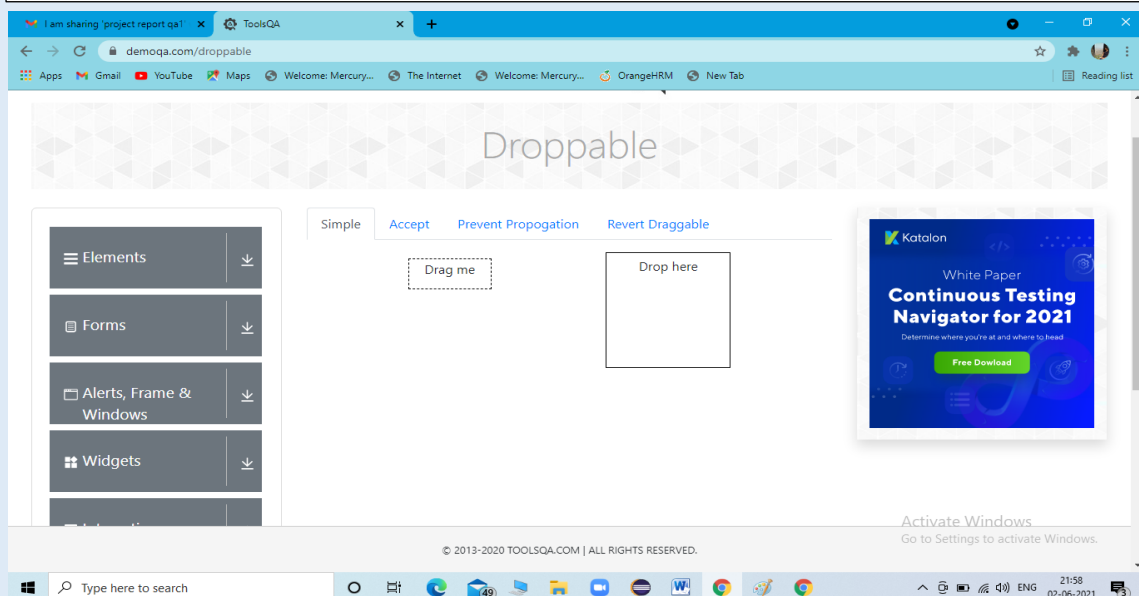 I am sharing 'project report qa1'
ToolsQA
demoqa.com/droppable
Apps
Gmail
YouTube
Maps
Welcome: Mercury...
The Internet
Welcome: Mercury...
OrangeHRM
New Tab
Reading list
Droppable
Simple
Accept
Prevent Propogation
Revert Draggable
Drag me
Drop here
Elements
Forms
Alerts, Frame &
Windows
Widgets
Katalon
White Paper
Continuous Testing
Navigator for 2021
Determine where you're at and where to head
Free Dowload
Activate Windows
Go to Settings to activate Windows.
© 2013-2020 TOOLSQA.COM | ALL RIGHTS RESERVED.
Type here to search
49
ENG
21:58
02-06-2021
3